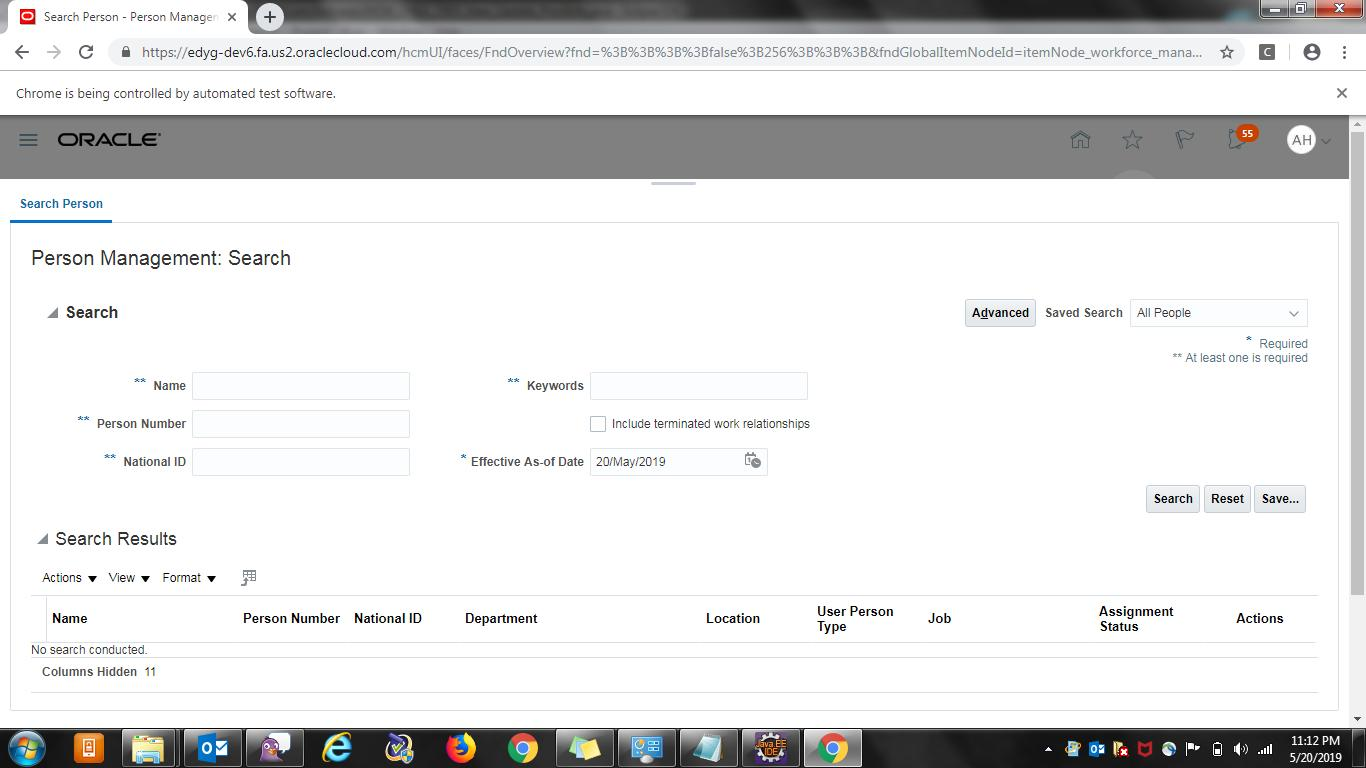 Search Person - Person Managen
https://edyg-dev6.fa.us2.oraclecloud.com/hcmUI/faces/FndOverview?fnd=%3B%3B%3B%3Bfalse%3B256%3B%3B%3B&fndGlobalItemNodeId=itemNode_workforce_mana...
C
Chrome is being controlled by automated test software.
ORACLE
55
AH
Search Person
Person Management: Search
Search
Advanced Saved Search All People
* Required
** At least one is required
** Name
** Keywords
** Person Number
Include terminated work relationships
** National ID
* Effective As-of Date 20/May/2019
Search Reset Save...
Search Results
Actions View Format
Name Person Number National ID Department Location User Person Type Job Assignment Status Actions
No search conducted.
Columns Hidden 11
Java EE
IDE
11:12 PM
5/20/2019